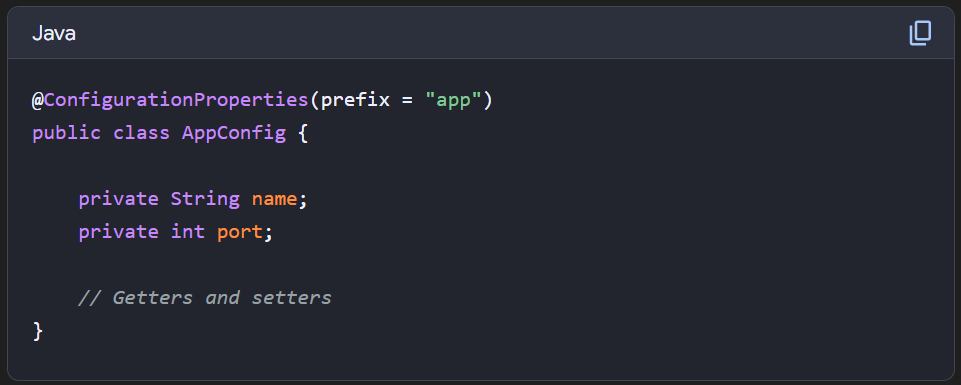 Java
@ConfigurationProperties(prefix = "app")
public class AppConfig {
private String name;
private int port;
// Getters and setters
}